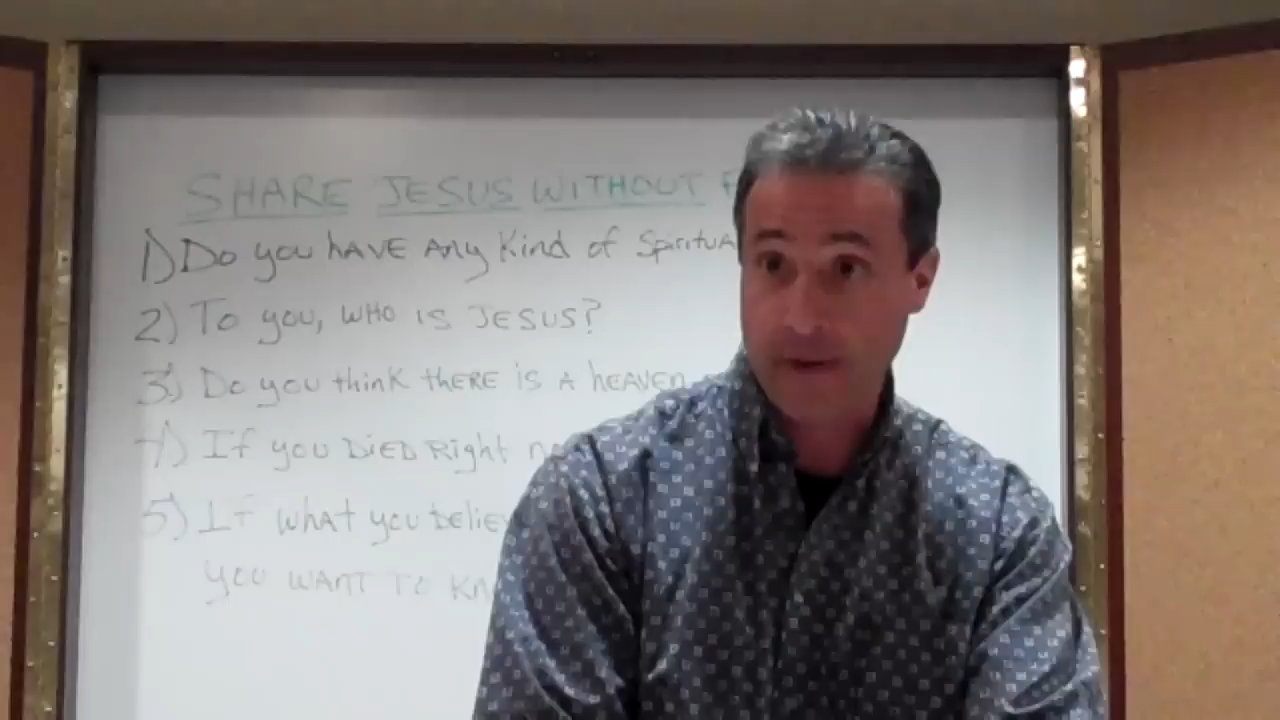 SHARE JESUS WITHOUT F
1) Do you HAVE ANy Kind of SpirituA
2) To you, WHO is JESUS?
3) Do you think tHERE is A hEAVEN
4) If you DiED Right n
5) If what you beliE
you WANT TO KN